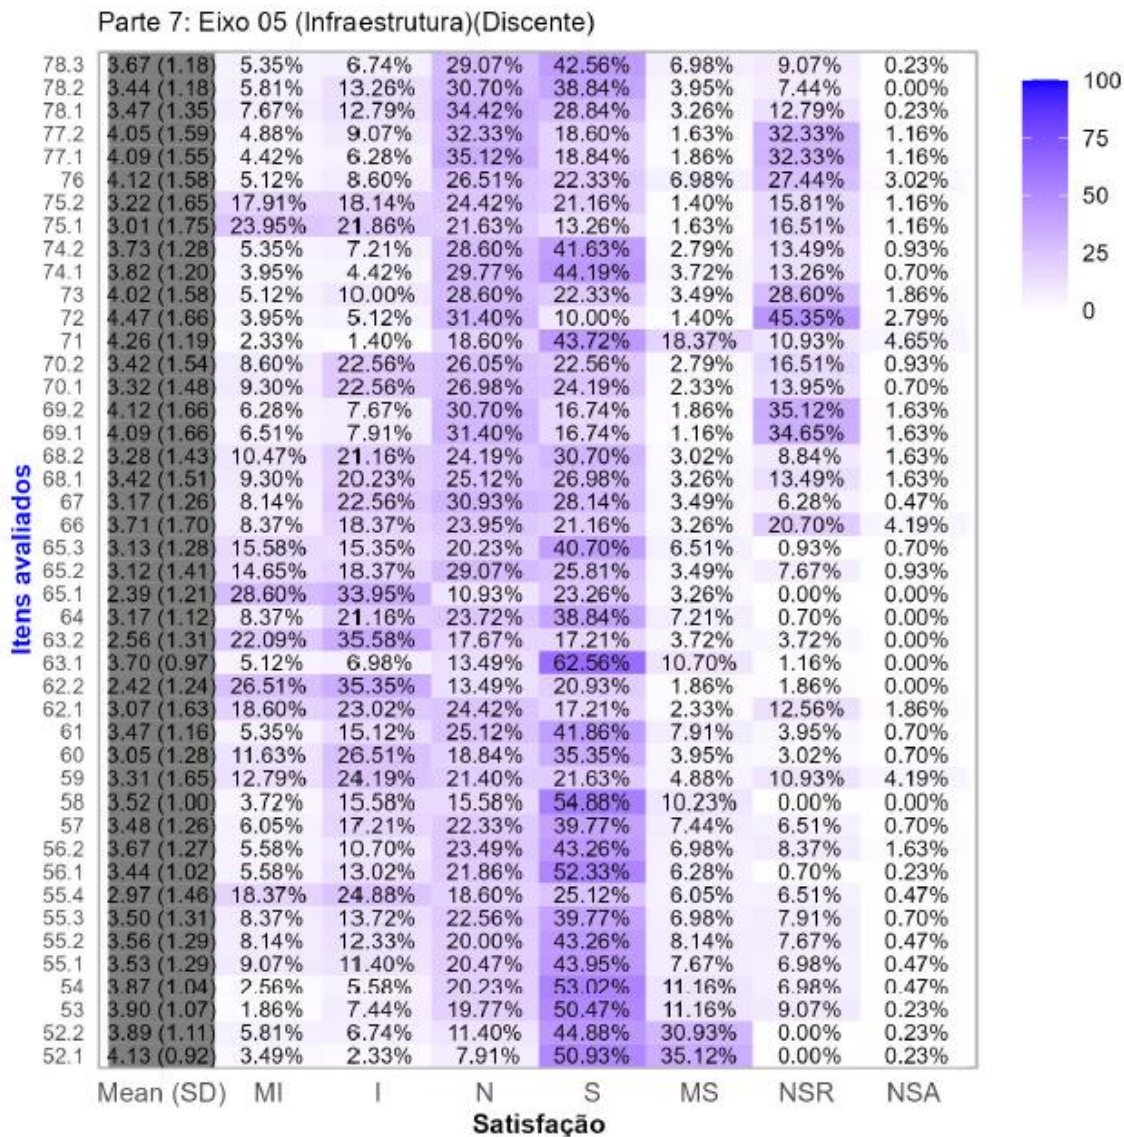 Parte 7: Eixo 05 (Infraestrutura)(Discente)
78.3 3.67 (1.18) 5.35% 6.74% 29.07% 42.56% 6.98% 9.07% 0.23%
78.2 3.44 (1.18) 5.81% 13.26% 30.70% 38.84% 3.95% 7.44% 0.00%
78.1 3.47 (1.35) 7.67% 12.79% 34.42% 28.84% 3.26% 12.79% 0.23%
77.2 4.05 (1.59) 4.88% 9.07% 32.33% 18.60% 1.63% 32.33% 1.16%
77.1 4.09 (1.55) 4.42% 6.28% 35.12% 18.84% 1.86% 32.33% 1.16%
76 4.12 (1.58) 5.12% 8.60% 26.51% 22.33% 6.98% 27.44% 3.02%
75.2 3.22 (1.65) 17.91% 18.14% 24.42% 21.16% 1.40% 15.81% 1.16%
75.1 3.01 (1.75) 23.95% 21.86% 21.63% 13.26% 1.63% 16.51% 1.16%
74.2 3.73 (1.28) 5.35% 7.21% 28.60% 41.63% 2.79% 13.49% 0.93%
74.1 3.82 (1.20) 3.95% 4.42% 29.77% 44.19% 3.72% 13.26% 0.70%
73 4.02 (1.58) 5.12% 10.00% 28.60% 22.33% 3.49% 28.60% 1.86%
72 4.47 (1.66) 3.95% 5.12% 31.40% 10.00% 1.40% 45.35% 2.79%
71 4.26 (1.19) 2.33% 1.40% 18.60% 43.72% 18.37% 10.93% 4.65%
70.2 3.42 (1.54) 8.60% 22.56% 26.05% 22.56% 2.79% 16.51% 0.93%
70.1 3.32 (1.48) 9.30% 22.56% 26.98% 24.19% 2.33% 13.95% 0.70%
69.2 4.12 (1.66) 6.28% 7.67% 30.70% 16.74% 1.86% 35.12% 1.63%
69.1 4.09 (1.66) 6.51% 7.91% 31.40% 16.74% 1.16% 34.65% 1.63%
68.2 3.28 (1.43) 10.47% 21.16% 24.19% 30.70% 3.02% 8.84% 1.63%
68.1 3.42 (1.51) 9.30% 20.23% 25.12% 26.98% 3.26% 13.49% 1.63%
67 3.17 (1.26) 8.14% 22.56% 30.93% 28.14% 3.49% 6.28% 0.47%
66 3.71 (1.70) 8.37% 18.37% 23.95% 21.16% 3.26% 20.70% 4.19%
65.3 3.13 (1.28) 15.58% 15.35% 20.23% 40.70% 6.51% 0.93% 0.70%
65.2 3.12 (1.41) 14.65% 18.37% 29.07% 25.81% 3.49% 7.67% 0.93%
65.1 2.39 (1.21) 28.60% 33.95% 10.93% 23.26% 3.26% 0.00% 0.00%
64 3.17 (1.12) 8.37% 21.16% 23.72% 38.84% 7.21% 0.70% 0.00%
63.2 2.56 (1.31) 22.09% 35.58% 17.67% 17.21% 3.72% 3.72% 0.00%
63.1 3.70 (0.97) 5.12% 6.98% 13.49% 62.56% 10.70% 1.16% 0.00%
62.2 2.42 (1.24) 26.51% 35.35% 13.49% 20.93% 1.86% 1.86% 0.00%
62.1 3.07 (1.63) 18.60% 23.02% 24.42% 17.21% 2.33% 12.56% 1.86%
61 3.47 (1.16) 5.35% 15.12% 25.12% 41.86% 7.91% 3.95% 0.70%
60 3.05 (1.28) 11.63% 26.51% 18.84% 35.35% 3.95% 3.02% 0.70%
59 3.31 (1.65) 12.79% 24.19% 21.40% 21.63% 4.88% 10.93% 4.19%
58 3.52 (1.00) 3.72% 15.58% 15.58% 54.88% 10.23% 0.00% 0.00%
57 3.48 (1.26) 6.05% 17.21% 22.33% 39.77% 7.44% 6.51% 0.70%
56.2 3.67 (1.27) 5.58% 10.70% 23.49% 43.26% 6.98% 8.37% 1.63%
56.1 3.44 (1.02) 5.58% 13.02% 21.86% 52.33% 6.28% 0.70% 0.23%
55.4 2.97 (1.46) 18.37% 24.88% 18.60% 25.12% 6.05% 6.51% 0.47%
55.3 3.50 (1.31) 8.37% 13.72% 22.56% 39.77% 6.98% 7.91% 0.70%
55.2 3.56 (1.29) 8.14% 12.33% 20.00% 43.26% 8.14% 7.67% 0.47%
55.1 3.53 (1.29) 9.07% 11.40% 20.47% 43.95% 7.67% 6.98% 0.47%
54 3.87 (1.04) 2.56% 5.58% 20.23% 53.02% 11.16% 6.98% 0.47%
53 3.90 (1.07) 1.86% 7.44% 19.77% 50.47% 11.16% 9.07% 0.23%
52.2 3.89 (1.11) 5.81% 6.74% 11.40% 44.88% 30.93% 0.00% 0.23%
52.1 4.13 (0.92) 3.49% 2.33% 7.91% 50.93% 35.12% 0.00% 0.23%
Mean (SD) MI I N S MS NSR NSA
Satisfação
Itens avaliados
100
75
50
25
0